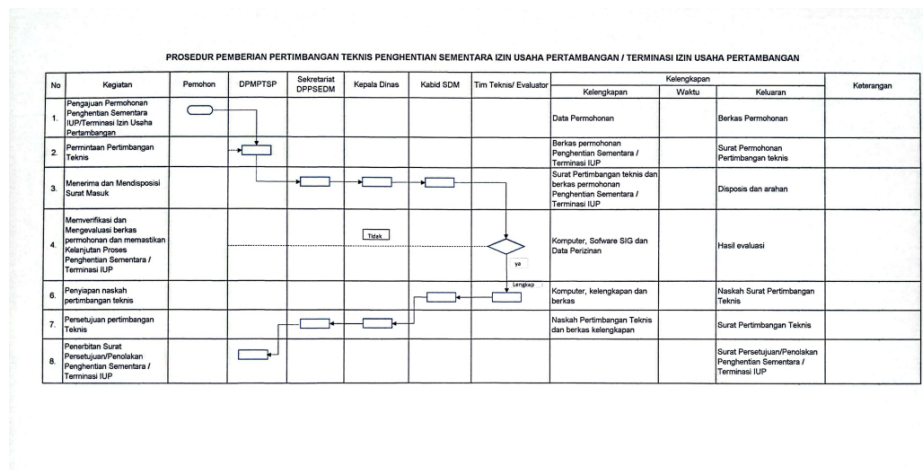 PROSEDUR PEMBERIAN PERTIMBANGAN TEKNIS PENGHENTIAN SEMENTARA IZIN USAHA PERTAMBANGAN / TERMINASI IZIN USAHA PERTAMBANGAN
No
Kegiatan
Pemohon
DPMPTSP
Sekretariat
DPPSEDM
Kepala Dinas
Kabid SDM
Tim Teknis/ Evaluator
Kelengkapan
Kelengkapan
Waktu
Keluaran
Keterangan
1.
Pengajuan Permohonan
Penghentian Sementara
IUP/Terminasi Izin Usaha
Pertambangan
Data Permohonan
Berkas Permohonan
2.
Permintaan Pertimbangan
Teknis
Berkas permohonan
Penghentian Sementara /
Terminasi IUP
Surat Permohonan
Pertimbangan teknis
3.
Menerima dan Mendisposisi
Surat Masuk
Surat Pertimbangan teknis dan
berkas permohonan
Penghentian Sementara /
Terminasi IUP
Disposis dan arahan
4.
Memverifikasi dan
Mengevaluasi berkas
permohonan dan memastikan
Kelanjutan Proses
Penghentian Sementara /
Terminasi IUP
Tidak
ya
Komputer, Sofware SIG dan
Data Perizinan
Hasil evaluasi
6.
Penyiapan naskah
pertimbangan teknis
Lengkap
Komputer, kelengkapan dan
berkas
Naskah Surat Pertimbangan
Teknis
7.
Persetujuan pertimbangan
Teknis
Naskah Pertimbangan Teknis
dan berkas kelengkapan
Surat Pertimbangan Teknis
8.
Penerbitan Surat
Persetujuan/Penolakan
Penghentian Sementara /
Terminasi IUP
Surat Persetujuan/Penolakan
Penghentian Sementara /
Terminasi IUP